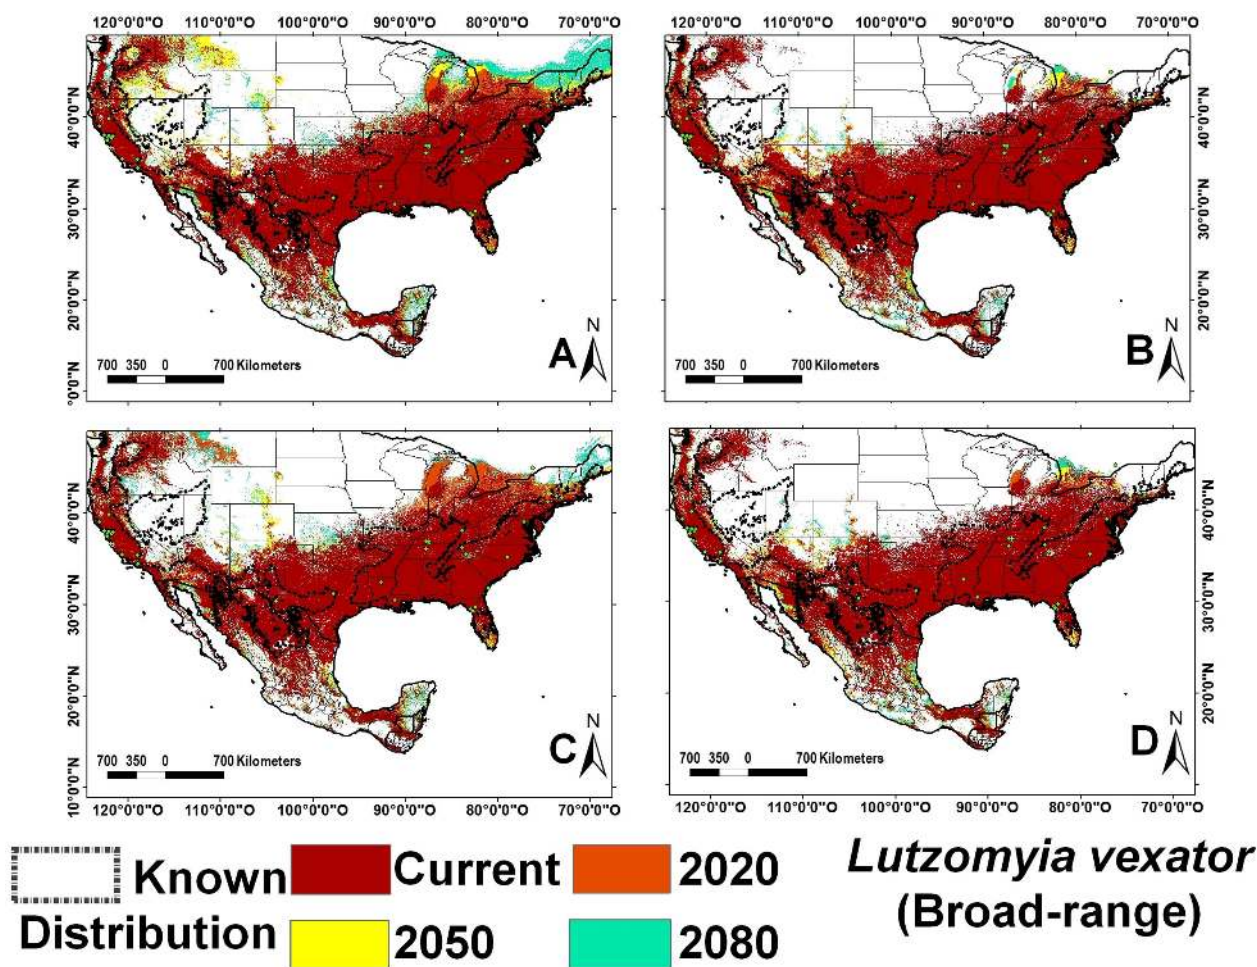 120°0'0"O 110°0'0"O 100°0'0"O 90°0'0"O 80°0'0"O 70°0'0"O
120°0'0"O 110°0'0"O 100°0'0"O 90°0'0"O 80°0'0"O 70°0'0"O
40°0'0"N
30°0'0"N
20°0'0"N
°0'0"N
40°0'0"N
30°0'0"N
20°0'0"N
N
A
700 350 0 700 Kilometers
N
B
700 350 0 700 Kilometers
40°0'0"N
30°0'0"N
20°0'0"N
10°0'0"N
40°0'0"N
30°0'0"N
20°0'0"N
N
C
700 350 0 700 Kilometers
N
D
700 350 0 700 Kilometers
120°0'0"O 110°0'0"O 100°0'0"O 90°0'0"O 80°0'0"O 70°0'0"O
120°0'0"O 110°0'0"O 100°0'0"O 90°0'0"O 80°0'0"O 70°0'0"O
Known
Distribution
Current
2020
2050
2080
Lutzomyia vexator
(Broad-range)